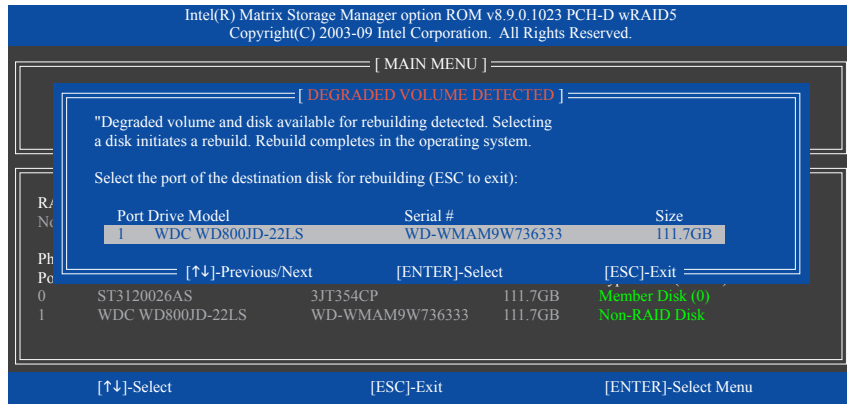 Intel(R) Matrix Storage Manager option ROM v8.9.0.1023 PCH-D wRAID5
Copyright(C) 2003-09 Intel Corporation. All Rights Reserved.
[ MAIN MENU ]
[ DEGRADED VOLUME DETECTED ]
"Degraded volume and disk available for rebuilding detected. Selecting
a disk initiates a rebuild. Rebuild completes in the operating system.
Select the port of the destination disk for rebuilding (ESC to exit):
Port Drive Model Serial # Size
1 WDC WD800JD-22LS WD-WMAM9W736333 111.7GB
[↑↓]-Previous/Next [ENTER]-Select [ESC]-Exit
0 ST3120026AS 3JT354CP 111.7GB Member Disk (0)
1 WDC WD800JD-22LS WD-WMAM9W736333 111.7GB Non-RAID Disk
[↑↓]-Select [ESC]-Exit [ENTER]-Select Menu